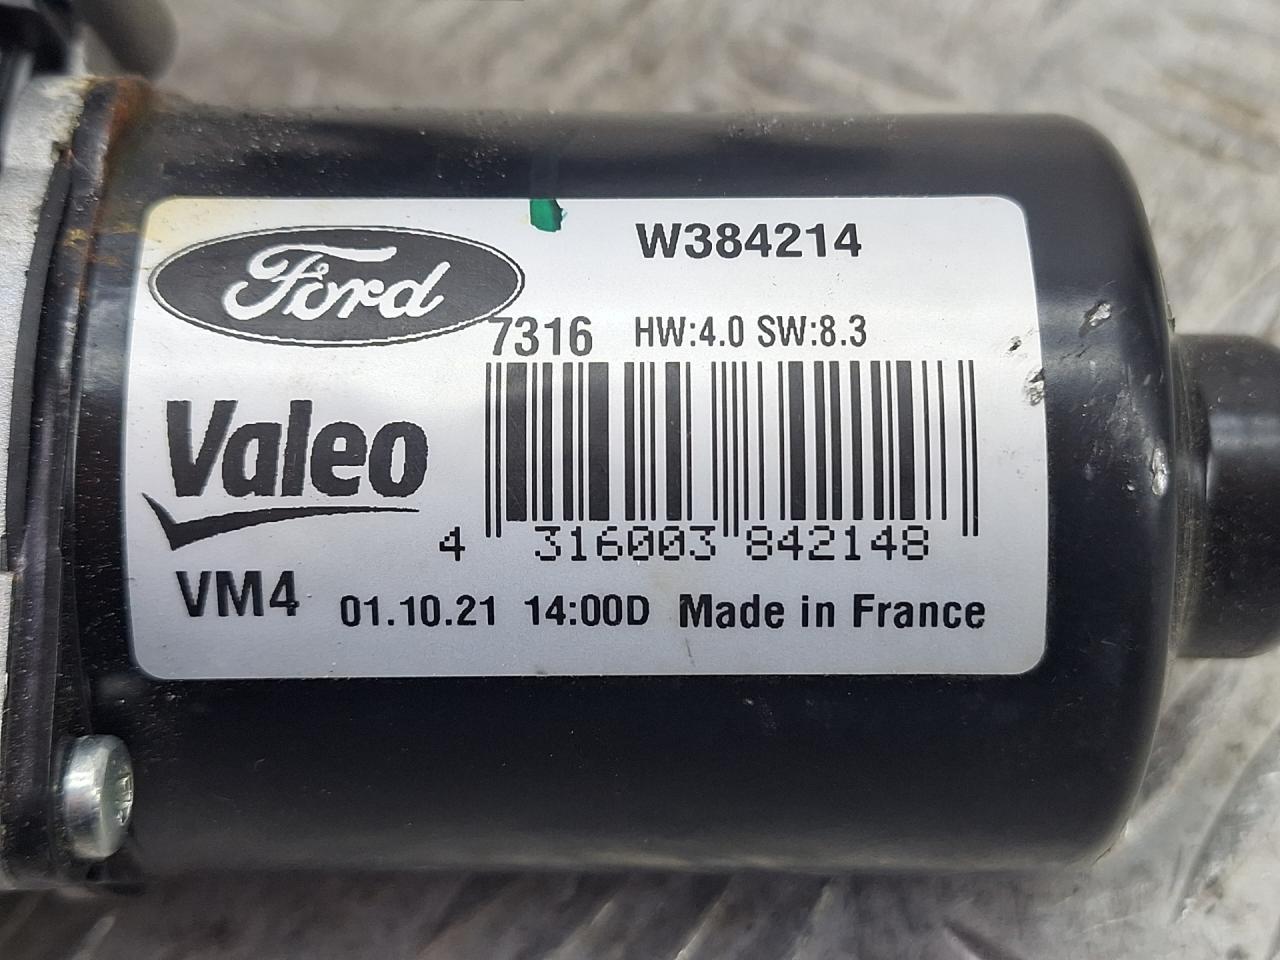 Ford
W384214
7316 HW:4.0 SW:8.3
Valeo
4 316003 842148
VM4 01.10.21 14:00D Made in France